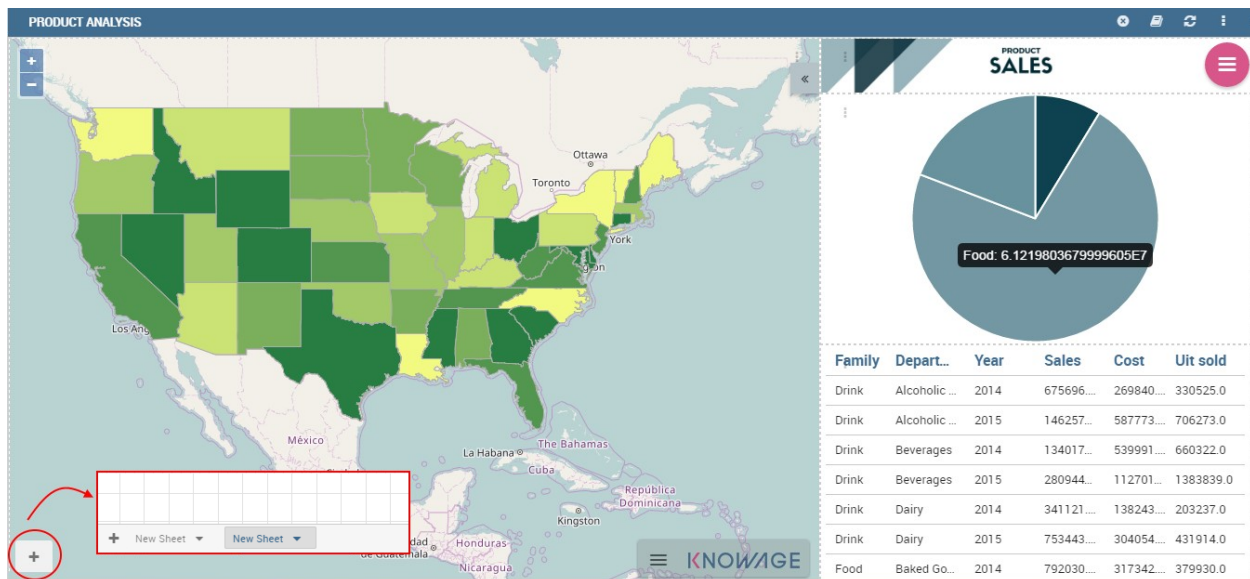 PRODUCT ANALYSIS
+
−
«
Ottawa
Toronto
York
Los Ang
México
La Habana
The Bahamas
Cuba
República
Dominicana
Kingston
Honduras
de Guatemala
Nicaragua
+ New Sheet New Sheet
+
KNOWAGE
PRODUCT
SALES
Food: 6.1219803679999605E7
Family Depart... Year Sales Cost Uit sold
Drink Alcoholic ... 2014 675696.... 269840.... 330525.0
Drink Alcoholic ... 2015 146257... 587773.... 706273.0
Drink Beverages 2014 134017... 539991.... 660322.0
Drink Beverages 2015 280944... 112701... 1383839.0
Drink Dairy 2014 341121.... 138243.... 203237.0
Drink Dairy 2015 753443.... 304054.... 431914.0
Food Baked Go... 2014 792030.... 317342.... 379930.0